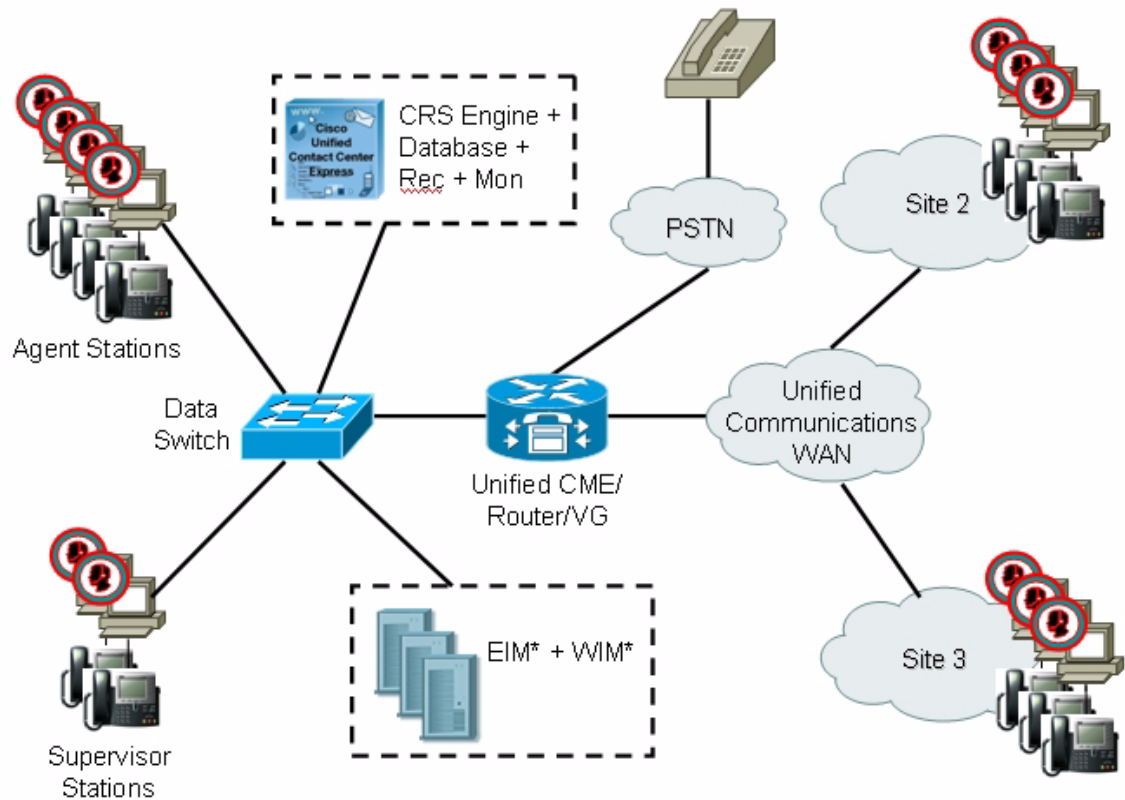 www.
Cisco
Unified
Contact Center
Express
CRS Engine +
Database +
Rec + Mon
PSTN
Site 2
Agent Stations
Data
Switch
Unified CME/
Router/VG
Unified
Communications
WAN
EIM* + WIM*
Site 3
Supervisor
Stations